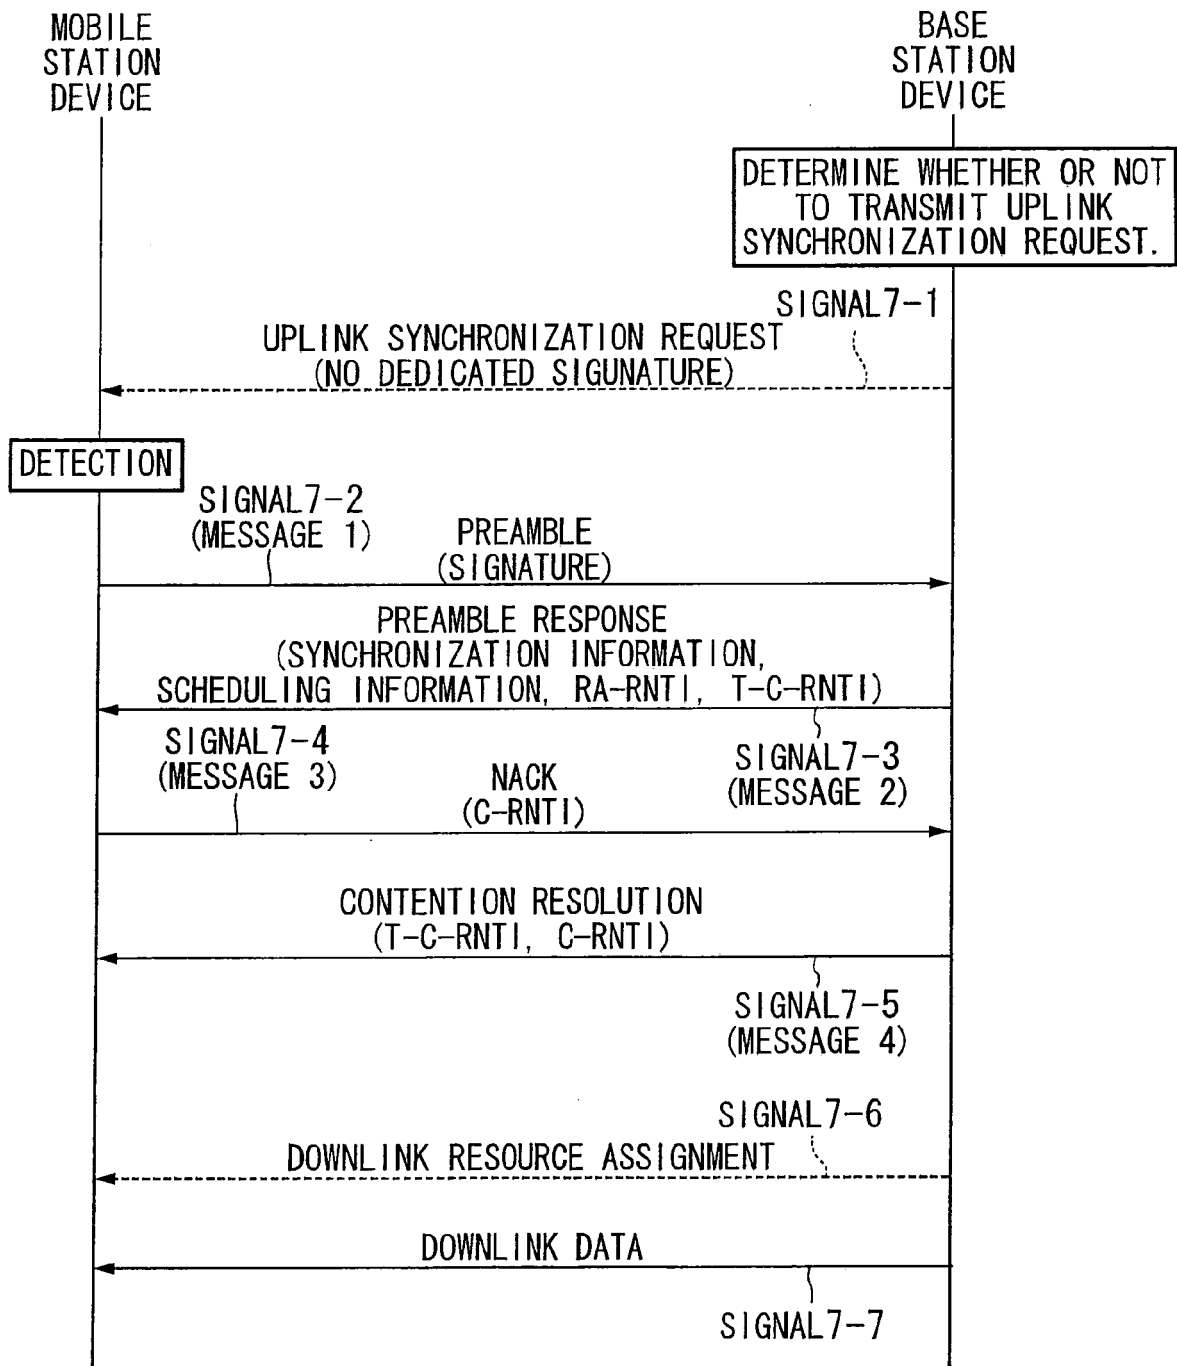 MOBILE
STATION
DEVICE
BASE
STATION
DEVICE
DETERMINE WHETHER OR NOT
TO TRANSMIT UPLINK
SYNCHRONIZATION REQUEST.
SIGNAL7-1
UPLINK SYNCHRONIZATION REQUEST
(NO DEDICATED SIGUNATURE)
DETECTION
SIGNAL7-2
(MESSAGE 1)
PREAMBLE
(SIGNATURE)
PREAMBLE RESPONSE
(SYNCHRONIZATION INFORMATION,
SCHEDULING INFORMATION, RA-RNTI, T-C-RNTI)
SIGNAL7-4
(MESSAGE 3)
SIGNAL7-3
(MESSAGE 2)
NACK
(C-RNTI)
CONTENTION RESOLUTION
(T-C-RNTI, C-RNTI)
SIGNAL7-5
(MESSAGE 4)
SIGNAL7-6
DOWNLINK RESOURCE ASSIGNMENT
DOWNLINK DATA
SIGNAL7-7